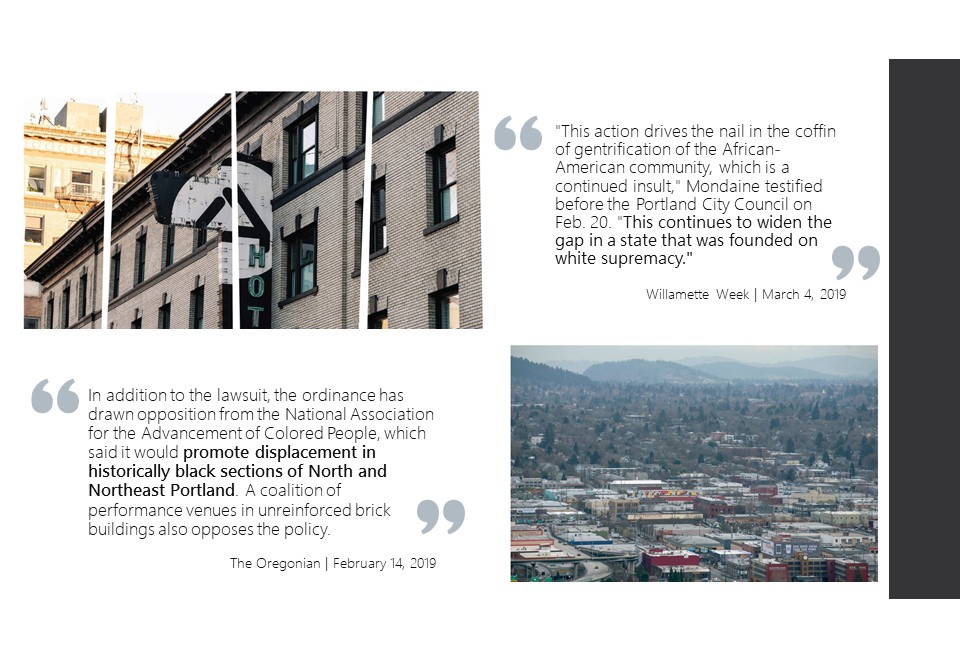 "This action drives the nail in the coffin
of gentrification of the African-
American community, which is a
continued insult," Mondaine testified
before the Portland City Council on
Feb. 20. "This continues to widen the
gap in a state that was founded on
white supremacy."
Willamette Week | March 4, 2019
HOT
In addition to the lawsuit, the ordinance has
drawn opposition from the National Association
for the Advancement of Colored People, which
said it would promote displacement in
historically black sections of North and
Northeast Portland. A coalition of
performance venues in unreinforced brick
buildings also opposes the policy.
The Oregonian | February 14, 2019